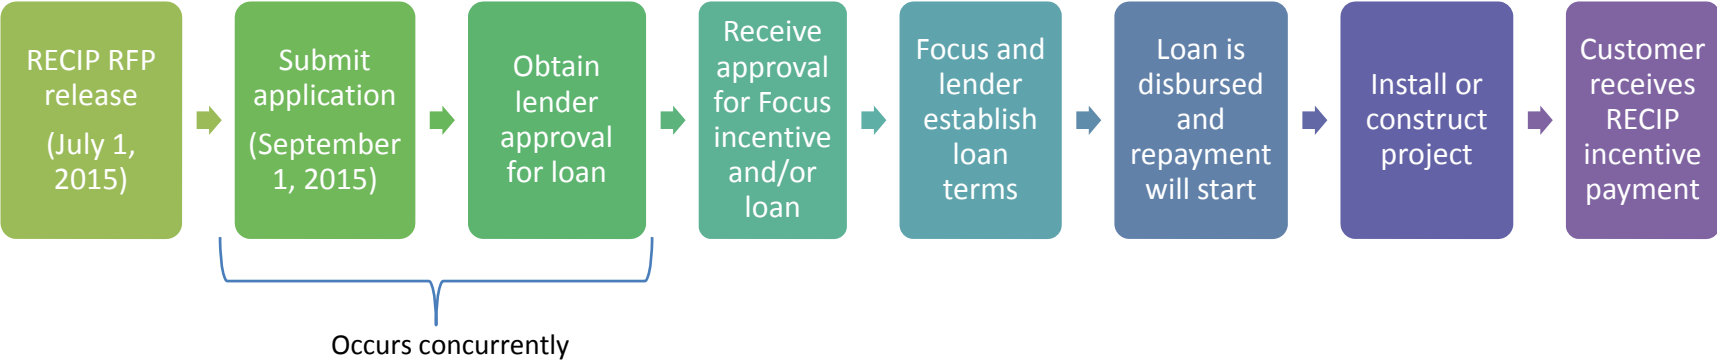 RECIP RFP
release
(July 1,
2015)
Submit
application
(September
1, 2015)
Obtain
lender
approval
for loan
Receive
approval
for Focus
incentive
and/or
loan
Focus and
lender
establish
loan
terms
Loan is
disbursed
and
repayment
will start
Install or
construct
project
Customer
receives
RECIP
incentive
payment
Occurs concurrently